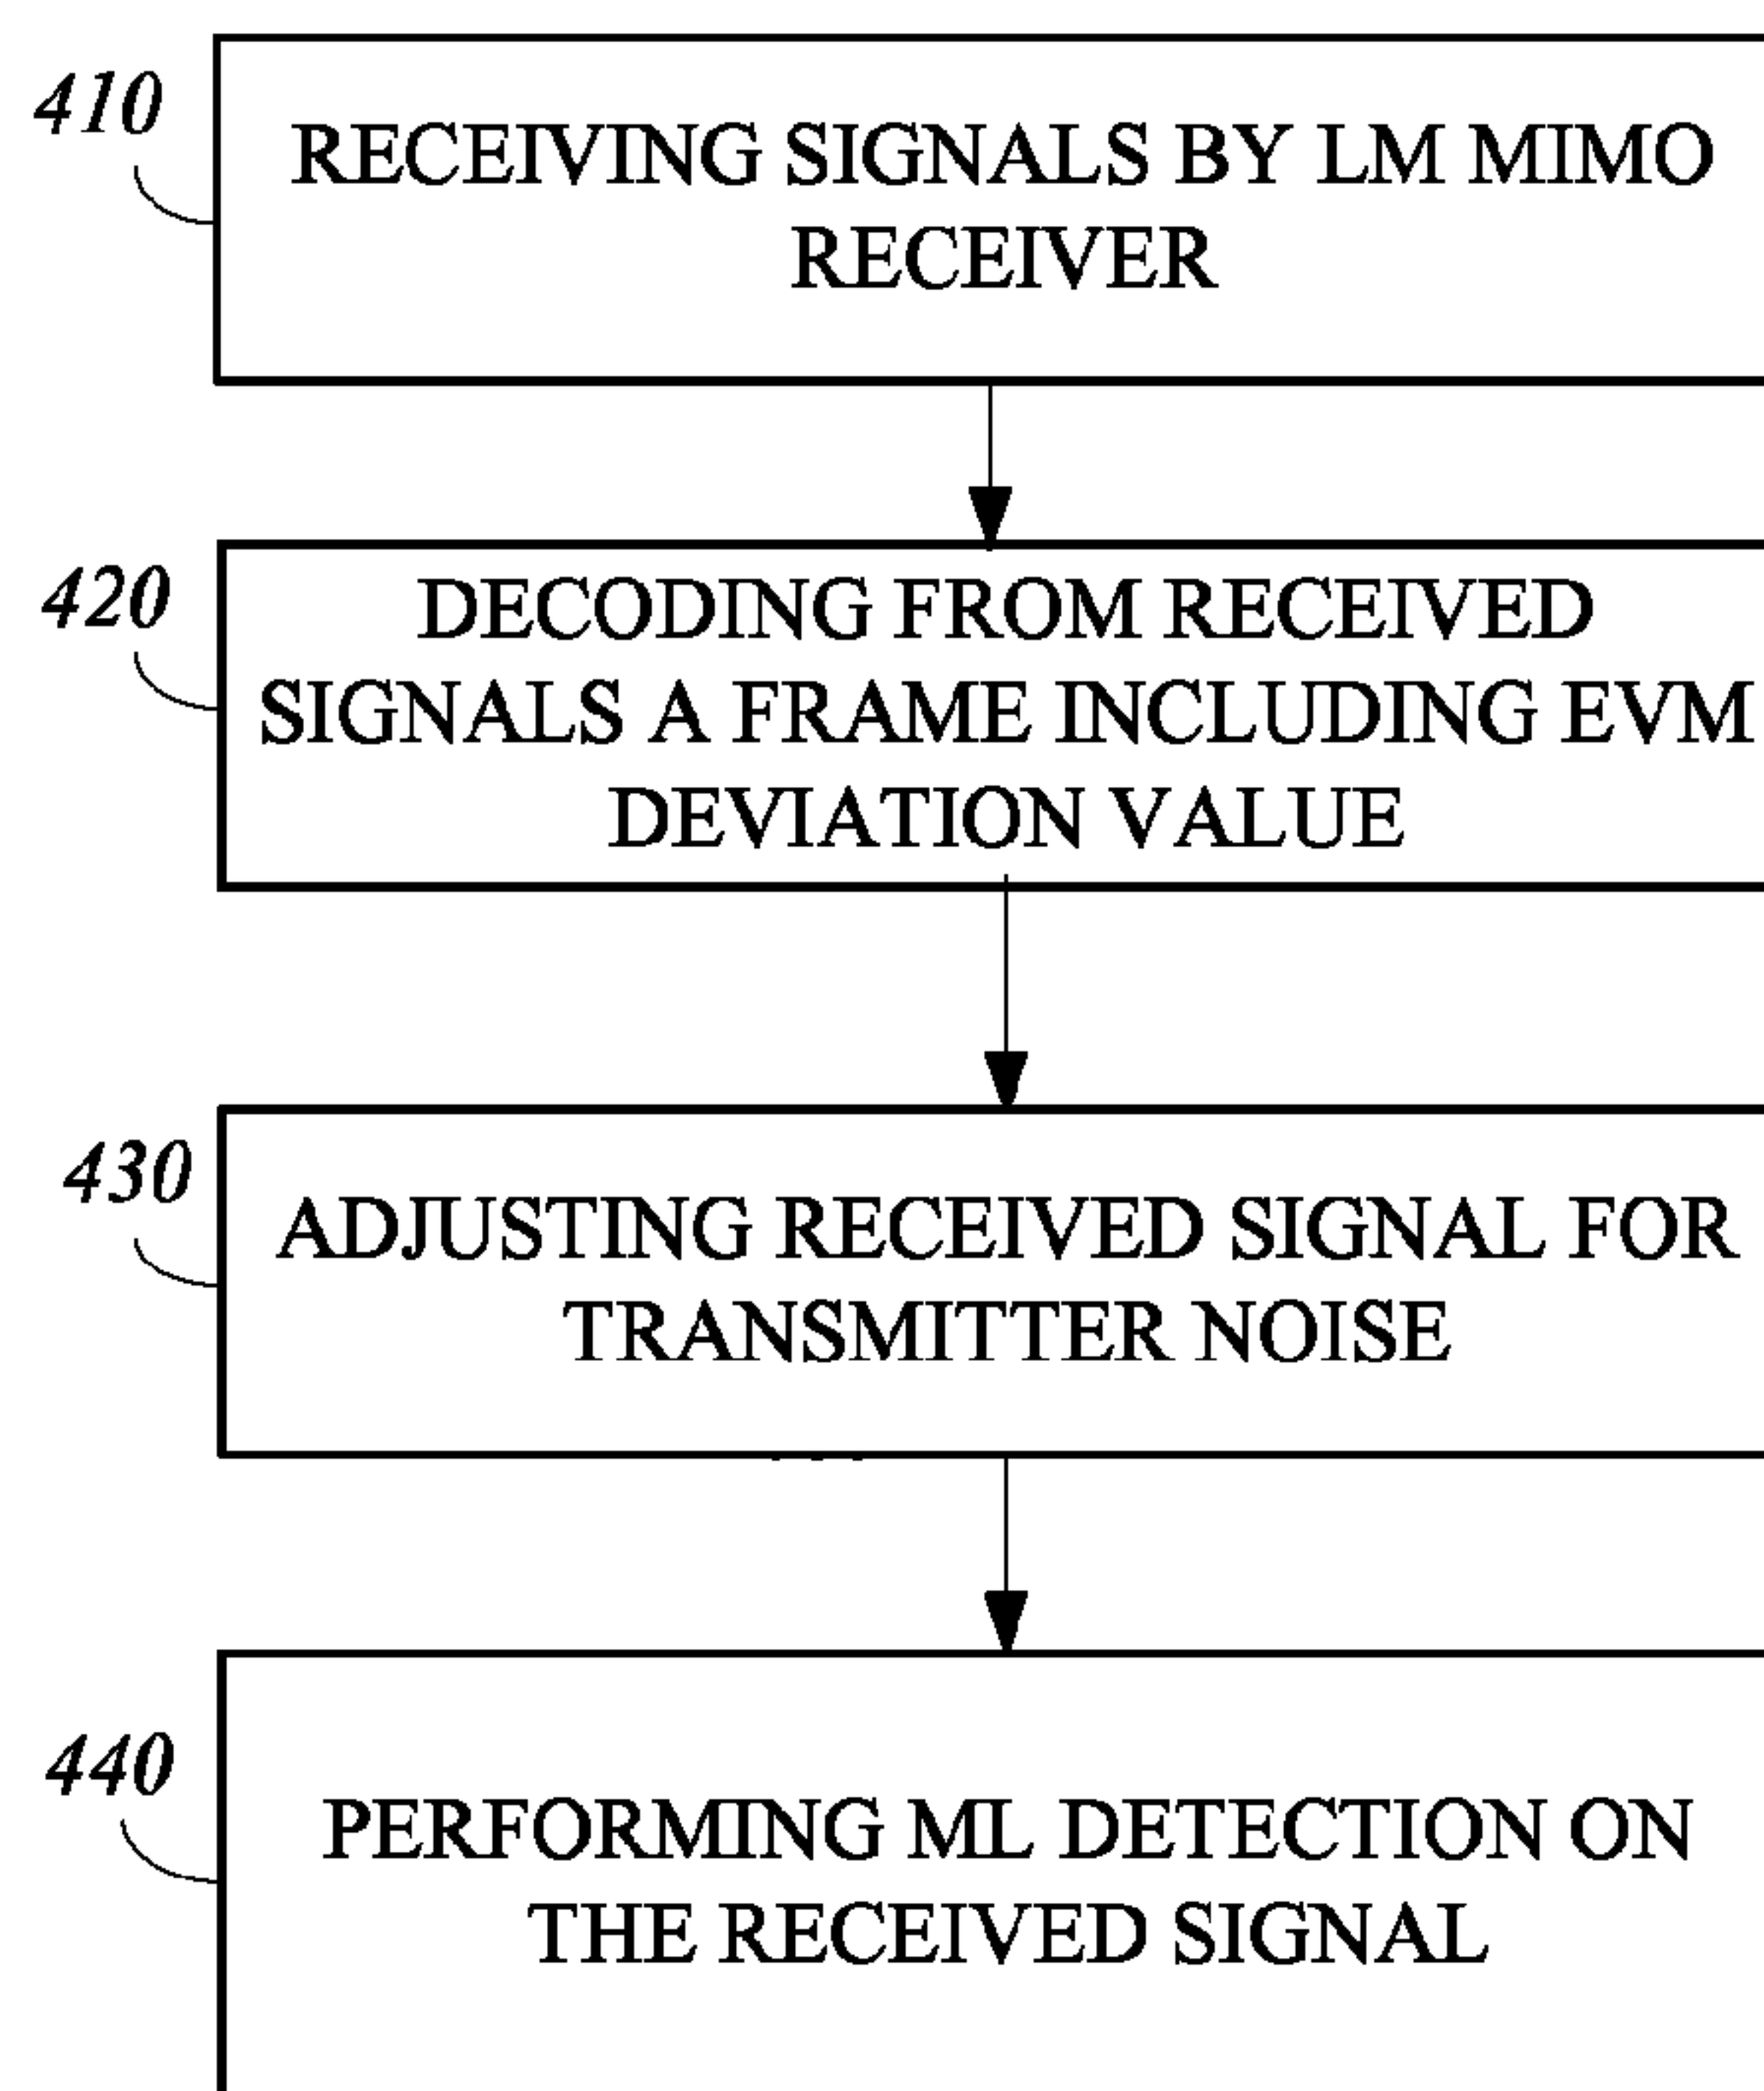 410
RECEIVING SIGNALS BY LM MIMO
RECEIVER
420
DECODING FROM RECEIVED
SIGNALS A FRAME INCLUDING EVM
DEVIATION VALUE
430
ADJUSTING RECEIVED SIGNAL FOR
TRANSMITTER NOISE
440
PERFORMING ML DETECTION ON
THE RECEIVED SIGNAL